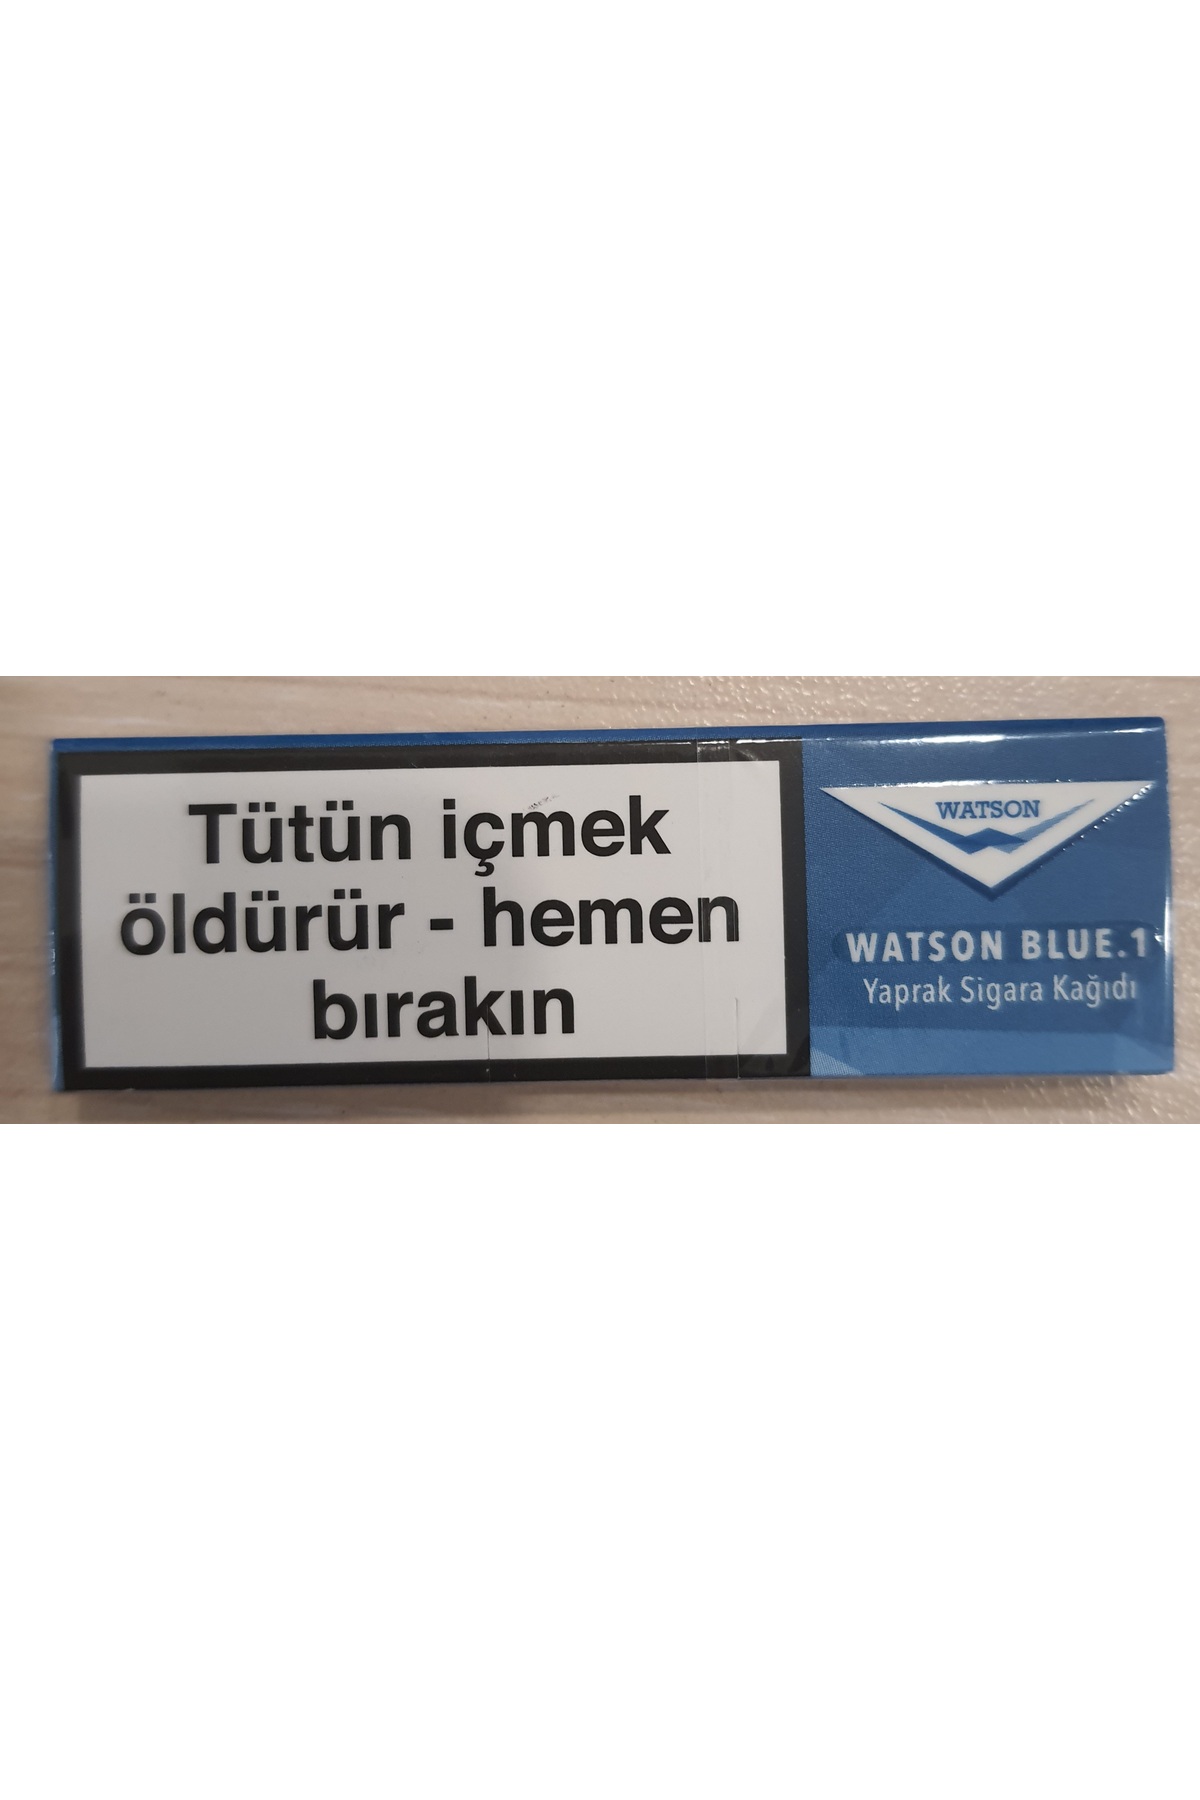 Tütün içmek
öldürür - hemen
bırakın
WATSON
WATSON BLUE.1
Yaprak Sigara Kağıdı